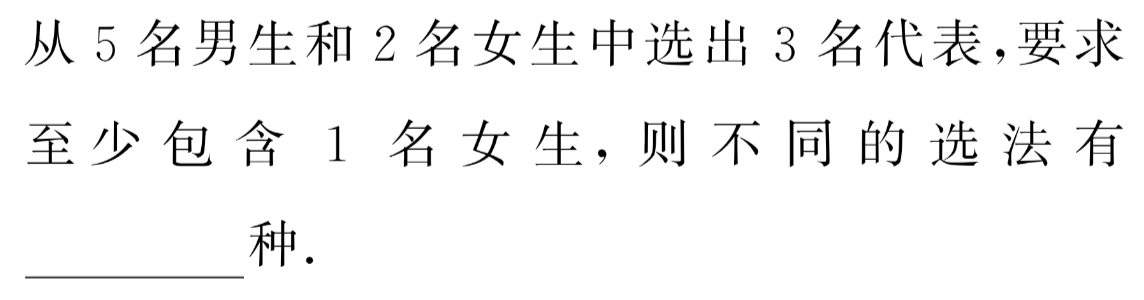 从 5 名男生和 2 名女生中选出 3 名代表,要求
至少包含 1 名女生,则不同的选法有
________种.